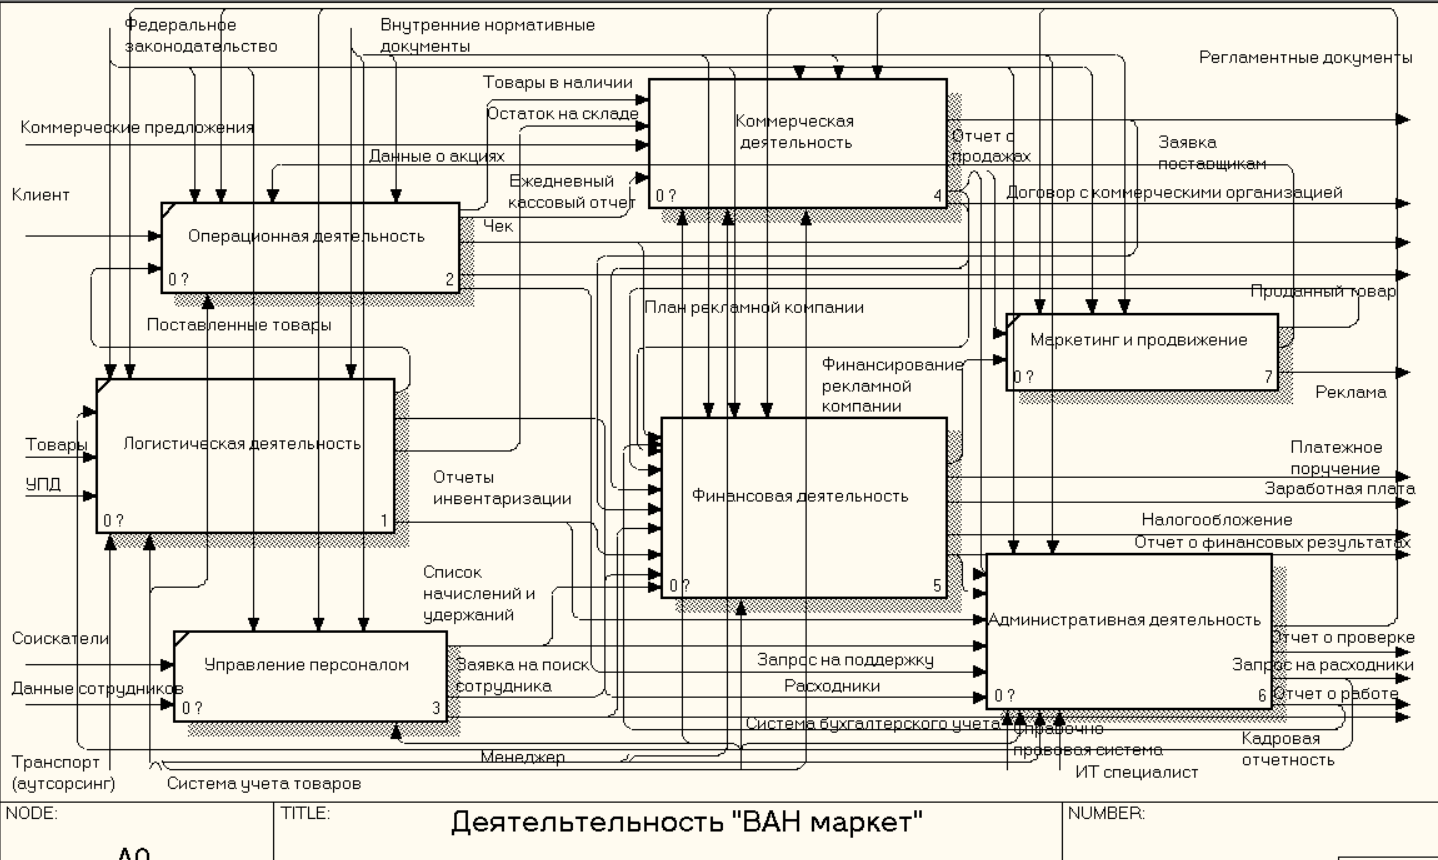 Федеральное
законодательство
Внутренние нормативные
документы
Регламентные документы
Товары в наличии
Остаток на складе
Коммерческие предложения
Коммерческая
деятельность
0 ?
4
Отчет о
продажах
Заявка
поставщикам
Данные о акциях
Ежедневный
кассовый отчет
Договор с коммерческими организацией
Клиент
Чек
Операционная деятельность
0 ?
2
Проданный товар
План рекламной компании
Поставленные товары
Маркетинг и продвижение
0 ?
7
Финансирование
рекламной
компании
Реклама
Товары
УПД
Логистическая деятельность
0 ?
1
Отчеты
инвентаризации
Финансовая деятельность
0 ?
5
Платежное
поручение
Заработная плата
Налогообложение
Отчет о финансовых результатах
Список
начислений и
удержаний
Административная деятельность
0 ?
6
Соискатели
Данные сотрудников
Управление персоналом
0 ?
3
Заявка на поиск
сотрудника
Запрос на поддержку
Расходники
Отчет о проверке
Запрос на расходники
Отчет о работе
Система бухгалтерского учета
Справочно
правовая система
Кадровая
отчетность
Транспорт
(аутсорсинг)
Система учета товаров
Менеджер
ИТ специалист
NODE:
TITLE:
NUMBER:
Деятельтельность "ВАН маркет"
A0